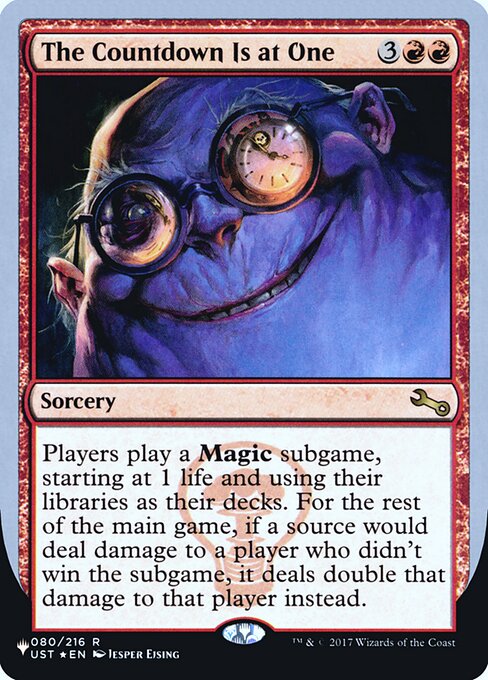 The Countdown Is at One 3
Sorcery
Players play a Magic subgame,
starting at 1 life and using their
libraries as their decks. For the rest
of the main game, if a source would
deal damage to a player who didn't
win the subgame, it deals double that
damage to that player instead.
080/216 R
UST ★ EN Jesper Eising
™ & © 2017 Wizards of the Coast